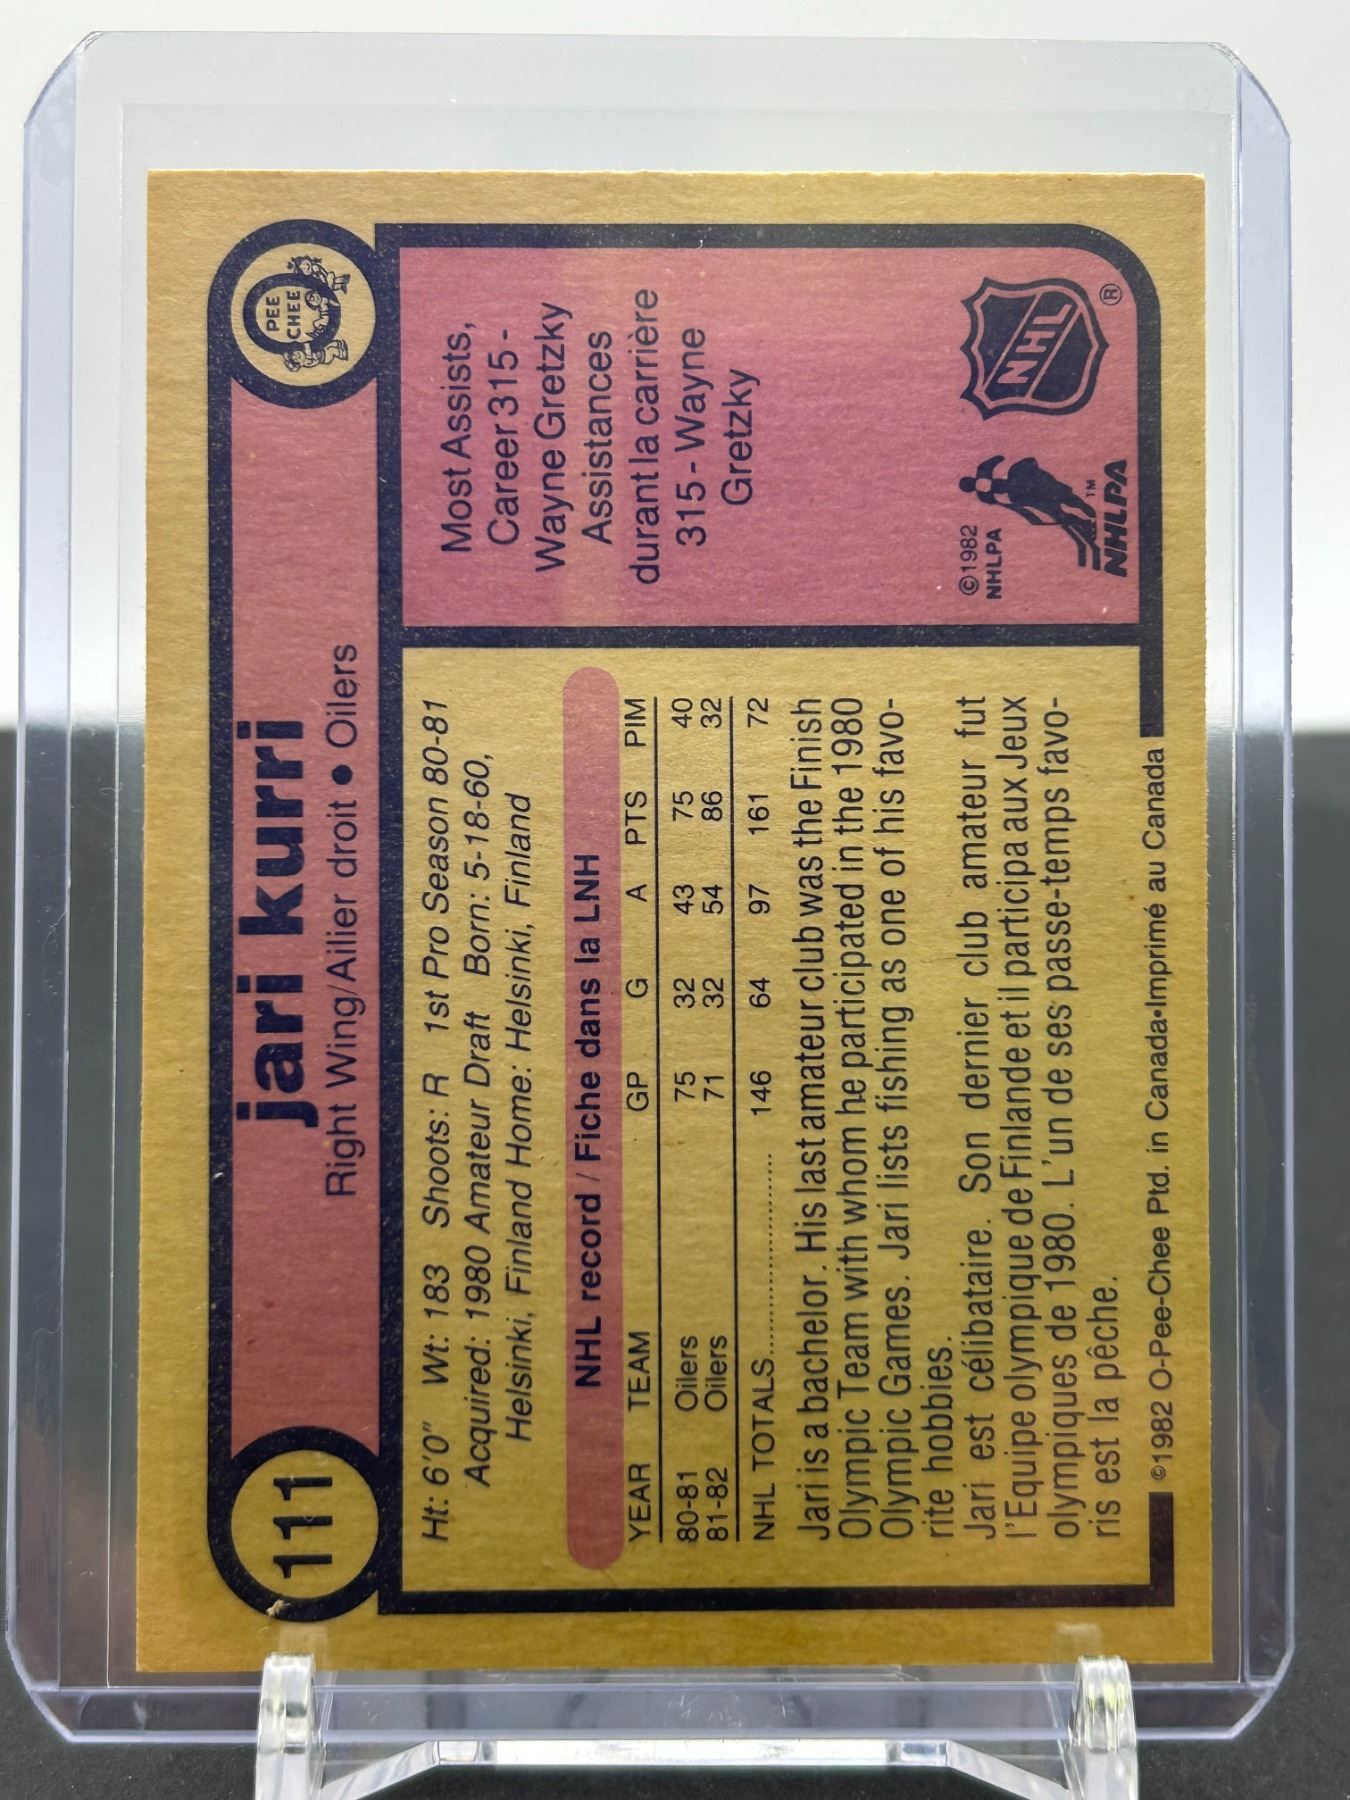 111
jari kurri
Right Wing/Ailier droit • Oilers
O
PEE
CHEE
Ht: 6'0" Wt: 183 Shoots: R 1st Pro Season 80-81
Acquired: 1980 Amateur Draft Born: 5-18-60,
Helsinki, Finland Home: Helsinki, Finland
NHL record / Fiche dans la LNH
YEAR TEAM GP G A PTS PIM
80-81 Oilers 75 32 43 75 40
81-82 Oilers 71 32 54 86 32
NHL TOTALS.................... 146 64 97 161 72
Jari is a bachelor. His last amateur club was the Finish
Olympic Team with whom he participated in the 1980
Olympic Games. Jari lists fishing as one of his favo-
rite hobbies.
Jari est célibataire. Son dernier club amateur fut
l'Equipe olympique de Finlande et il participa aux Jeux
olympiques de 1980. L'un de ses passe-temps favo-
ris est la pêche.
©1982 O-Pee-Chee Ptd. in Canada•Imprimé au Canada
Most Assists,
Career 315 -
Wayne Gretzky
Assistances
durant la carrière
315 - Wayne
Gretzky
©1982
NHLPA
NHLPA TM
NHL ®